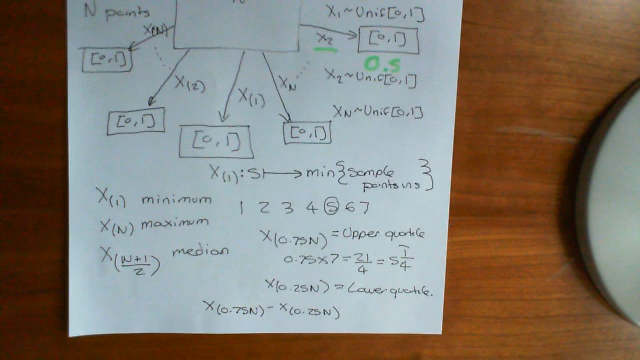 N points
X₁~Unif[0,1]
X(N)
X₂
[0,1]
[0,1]
0.5
X(2)
X(1)
X_N
X₂~Unif[0,1]
[0,1]
[0,1]
[0,1]
X_N~Unif[0,1]
X(1): S ↦ min{sample points in S}
X(1) minimum
1 2 3 4 5 6 7
X(N) maximum
X(0.75N) = Upper quartile
X((N+1)/2) median
0.75×7 = 21/4 = 5 1/4
X(0.25N) = Lower quartile.
X(0.75N) - X(0.25N)